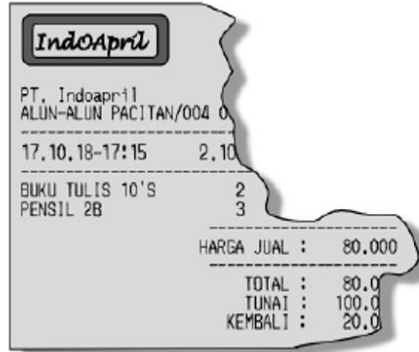 IndOApril
PT. Indoapril
ALUN-ALUN PACITAN/004 0
17.10.18-17:15 2.10
BUKU TULIS 10'S 2
PENSIL 2B 3
HARGA JUAL : 80.000
TOTAL : 80.0
TUNAI : 100.0
KEMBALI : 20.0